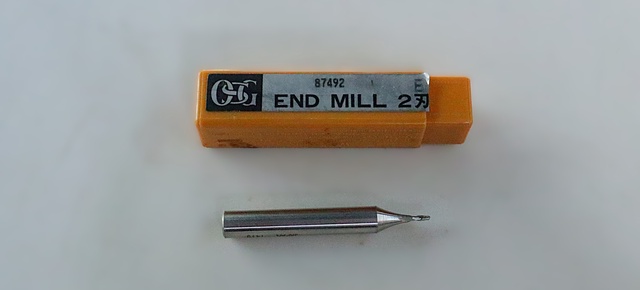 87492
OSG END MILL 2刃